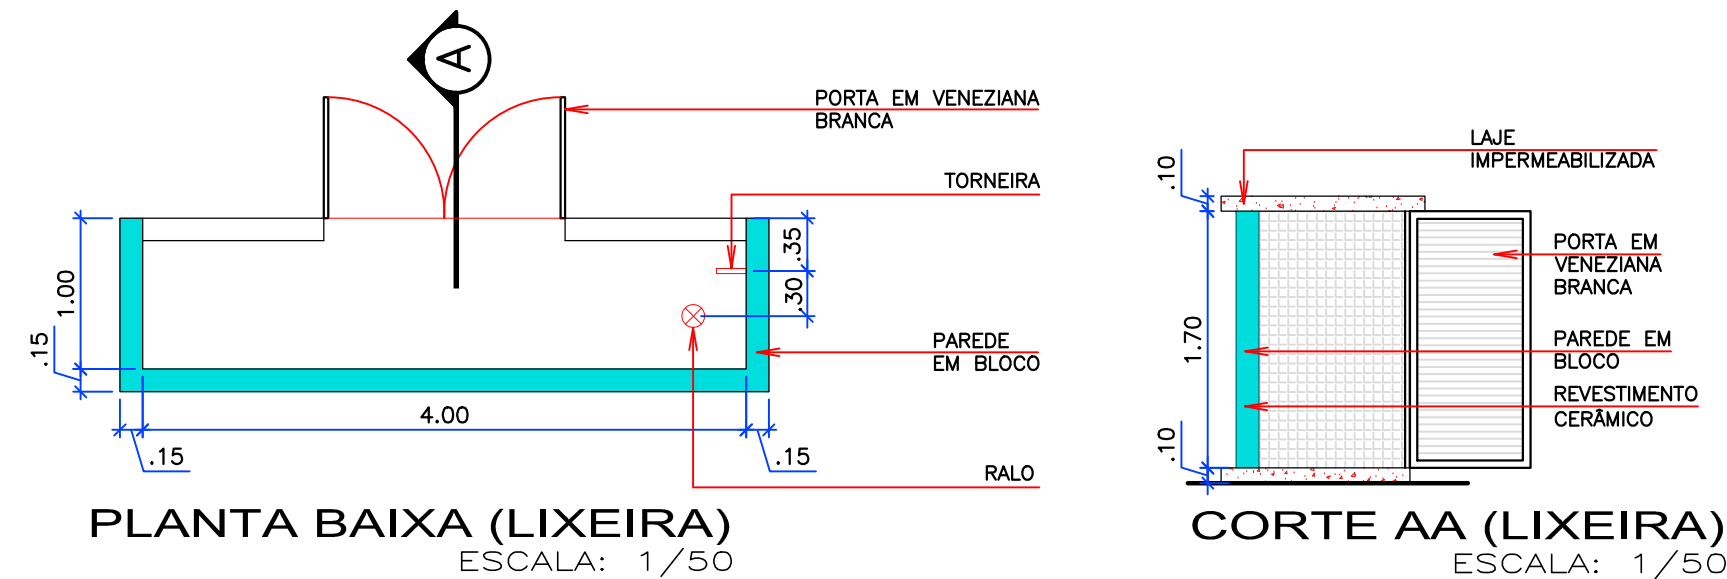 A
PORTA EM VENEZIANA
BRANCA
TORNEIRA
.35
.30
1.00
.15
PAREDE
EM BLOCO
4.00
.15
.15
RALO
PLANTA BAIXA (LIXEIRA)
ESCALA: 1/50
LAJE
IMPERMEABILIZADA
.10
PORTA EM
VENEZIANA
BRANCA
1.70
PAREDE EM
BLOCO
REVESTIMENTO
CERÂMICO
.10
CORTE AA (LIXEIRA)
ESCALA: 1/50